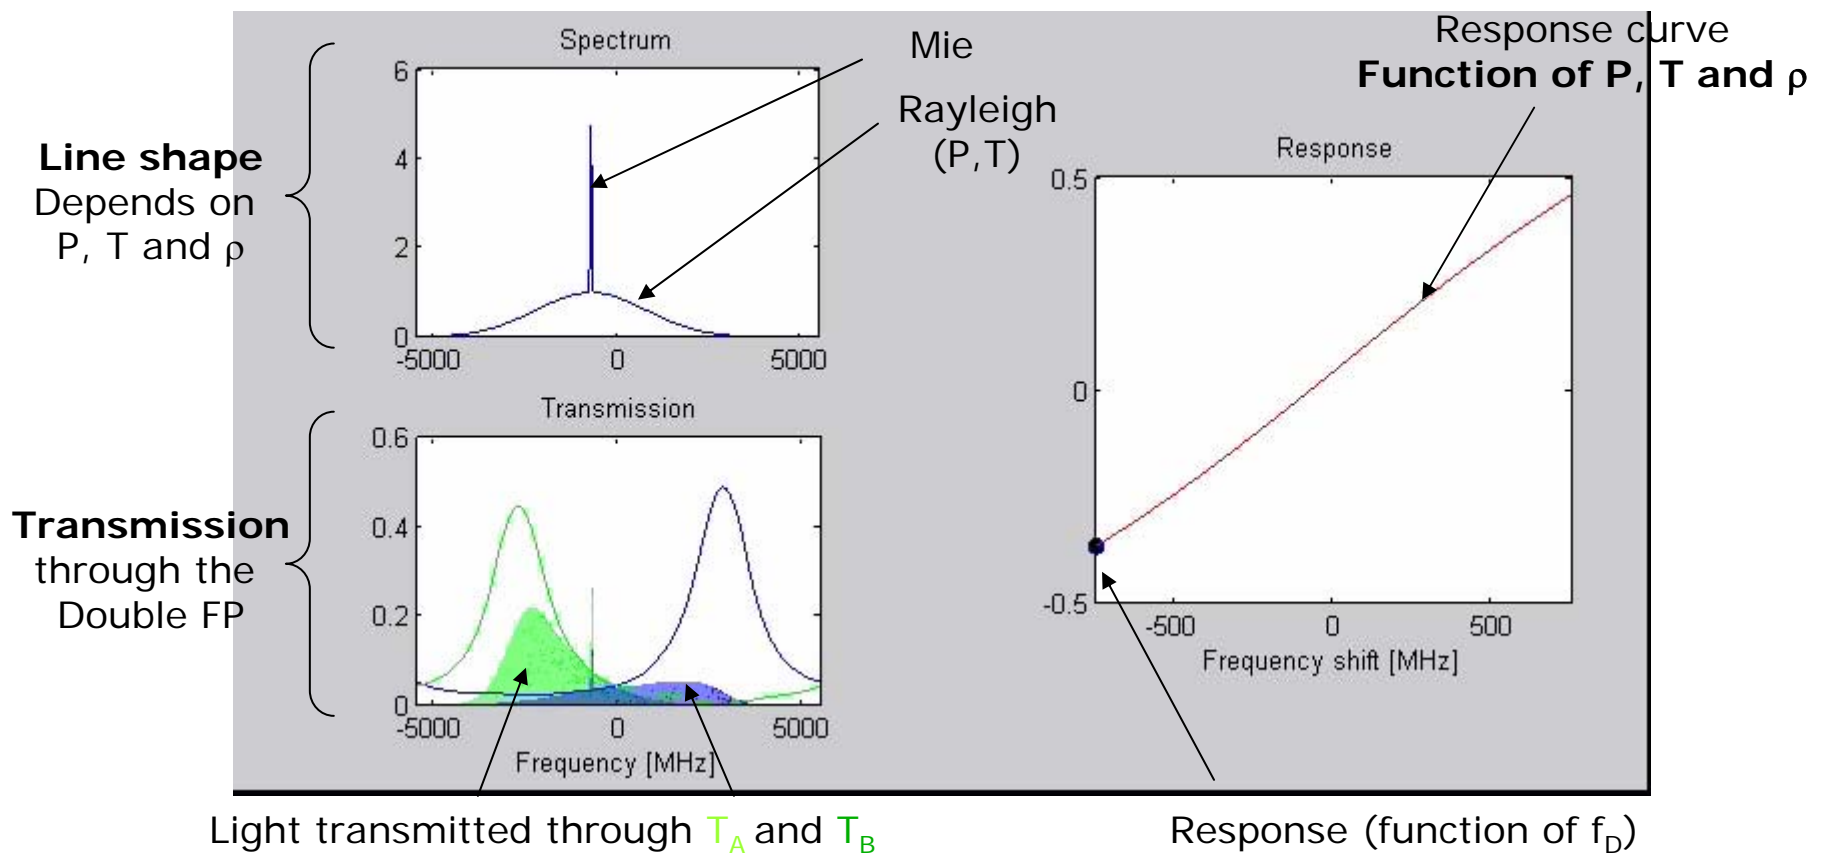 Spectrum
6
4
2
0
-5000
0
5000
Mie
Rayleigh
(P,T)
Line shape
Depends on
P, T and ρ
Transmission
0.6
0.4
0.2
0
-5000
0
5000
Frequency [MHz]
Transmission
through the
Double FP
Light transmitted through T_A and T_B
Response curve
Function of P, T and ρ
Response
0.5
0
-0.5
-500
0
500
Frequency shift [MHz]
Response (function of f_D)